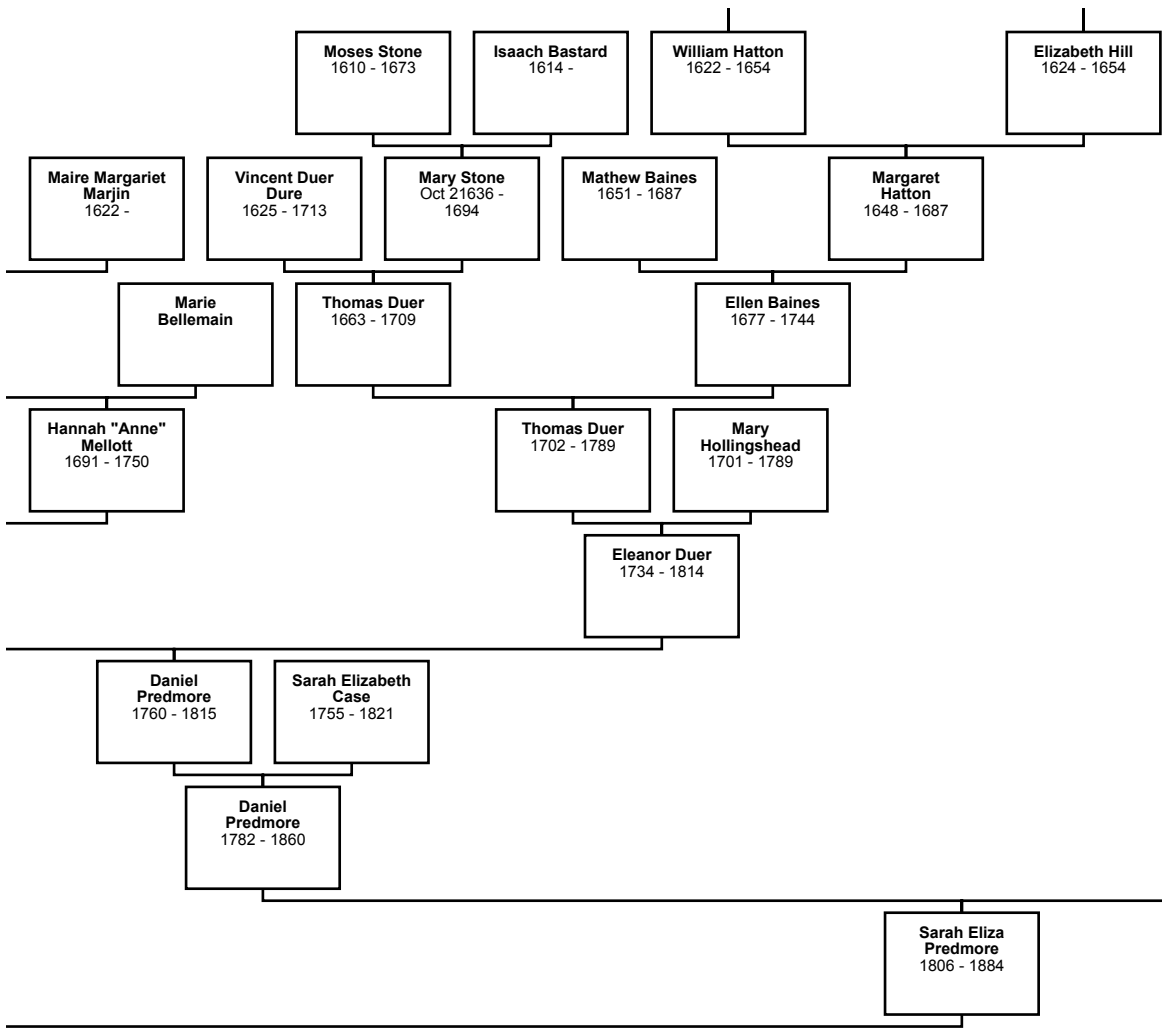 Moses Stone
1610 - 1673
Isaach Bastard
1614 -
William Hatton
1622 - 1654
Elizabeth Hill
1624 - 1654
Maire Margariet
Marjin
1622 -
Vincent Duer
Dure
1625 - 1713
Mary Stone
Oct 21636 -
1694
Mathew Baines
1651 - 1687
Margaret
Hatton
1648 - 1687
Marie
Bellemain
Thomas Duer
1663 - 1709
Ellen Baines
1677 - 1744
Hannah "Anne"
Mellott
1691 - 1750
Thomas Duer
1702 - 1789
Mary
Hollingshead
1701 - 1789
Eleanor Duer
1734 - 1814
Daniel
Predmore
1760 - 1815
Sarah Elizabeth
Case
1755 - 1821
Daniel
Predmore
1782 - 1860
Sarah Eliza
Predmore
1806 - 1884